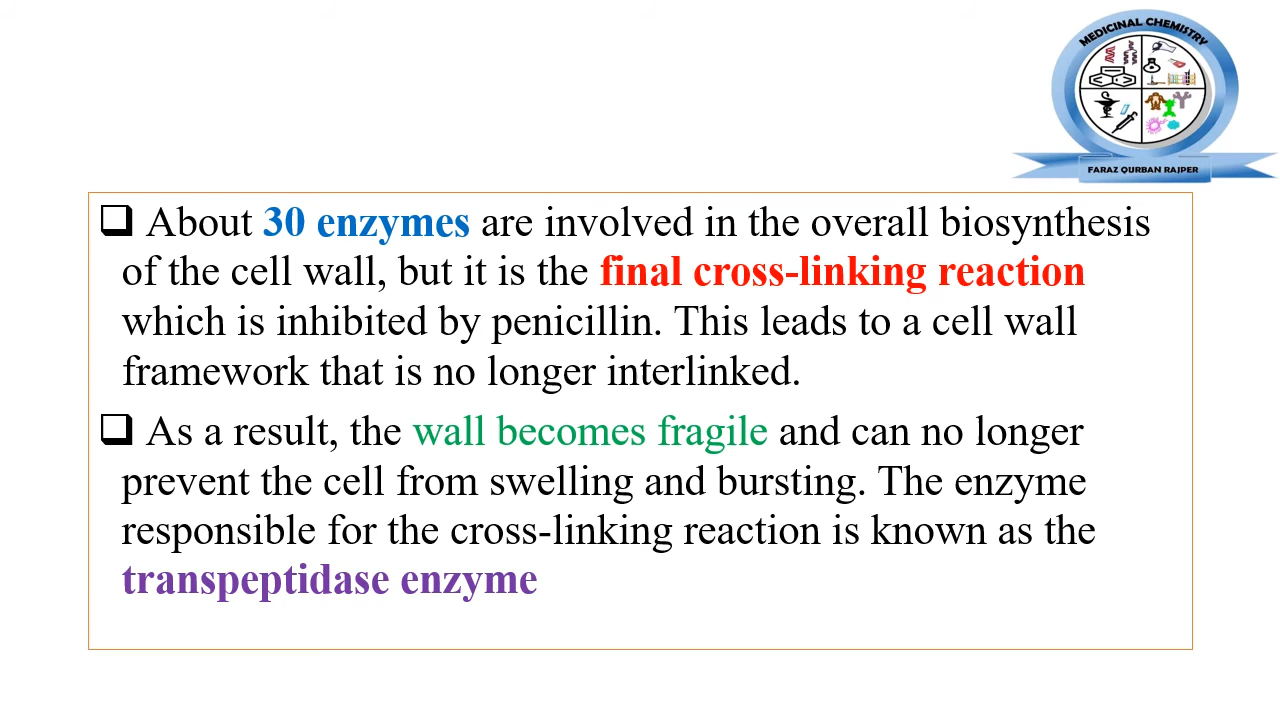 MEDICINAL CHEMISTRY
FARAZ QURBAN RAJPER
❑ About 30 enzymes are involved in the overall biosynthesis
of the cell wall, but it is the final cross-linking reaction
which is inhibited by penicillin. This leads to a cell wall
framework that is no longer interlinked.
❑ As a result, the wall becomes fragile and can no longer
prevent the cell from swelling and bursting. The enzyme
responsible for the cross-linking reaction is known as the
transpeptidase enzyme